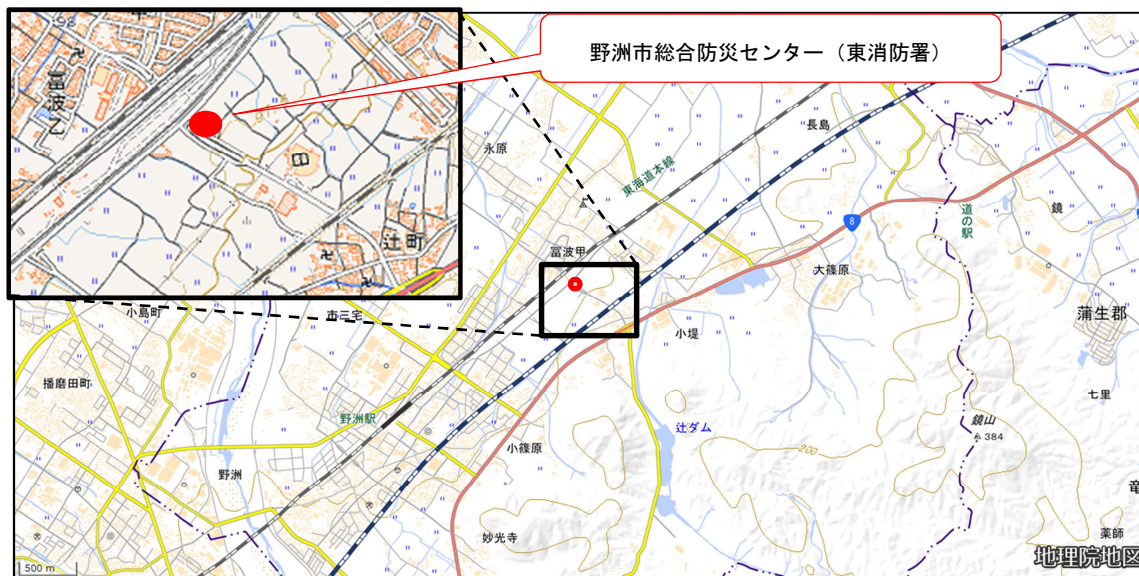 野洲市総合防災センター（東消防署）
富波乙
辻町
永原
長島
東海道本線
冨波甲
8
道の駅
鏡
大篠原
小堤
蒲生郡
七里
小島町
市三宅
播磨田町
野洲駅
辻ダム
小篠原
鏡山
384
200
野洲
妙光寺
竜
薬師
500 m
地理院地図